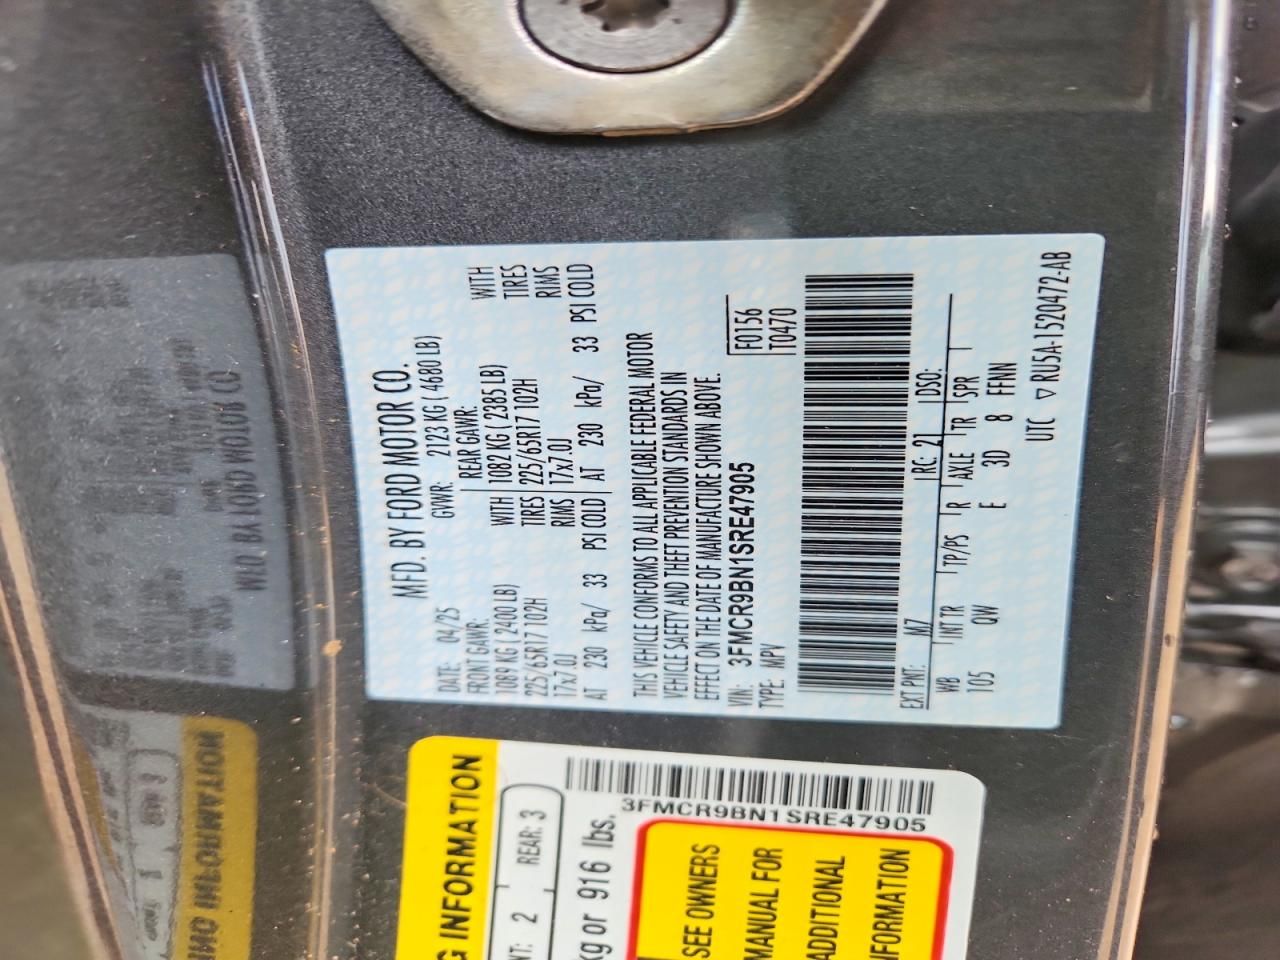 MFD. BY FORD MOTOR CO.
DATE: 04/25 GVWR: 2123 KG ( 4680 LB)
FRONT GAWR: REAR GAWR:
1089 KG ( 2400 LB) WITH 1082 KG ( 2385 LB) WITH
225/65R17 102H TIRES 225/65R17 102H TIRES
17x7.0J RIMS 17x7.0J RIMS
AT 230 kPa/ 33 PSI COLD AT 230 kPa/ 33 PSI COLD
THIS VEHICLE CONFORMS TO ALL APPLICABLE FEDERAL MOTOR
VEHICLE SAFETY AND THEFT PREVENTION STANDARDS IN
EFFECT ON THE DATE OF MANUFACTURE SHOWN ABOVE.
VIN: 3FMCR9BN1SRE47905 F0156
TYPE: MPV T0470
EXT PNT: M7 RC: 21 DSO:
WB INT TR TP/PS R AXLE TR SPR
105 QW E 3D 8 FFNN
UTC ▽ RU5A-1520472-AB
G INFORMATION
NT: 2 REAR: 3
kg or 916 lbs.
3FMCR9BN1SRE47905
SEE OWNERS
MANUAL FOR
ADDITIONAL
INFORMATION